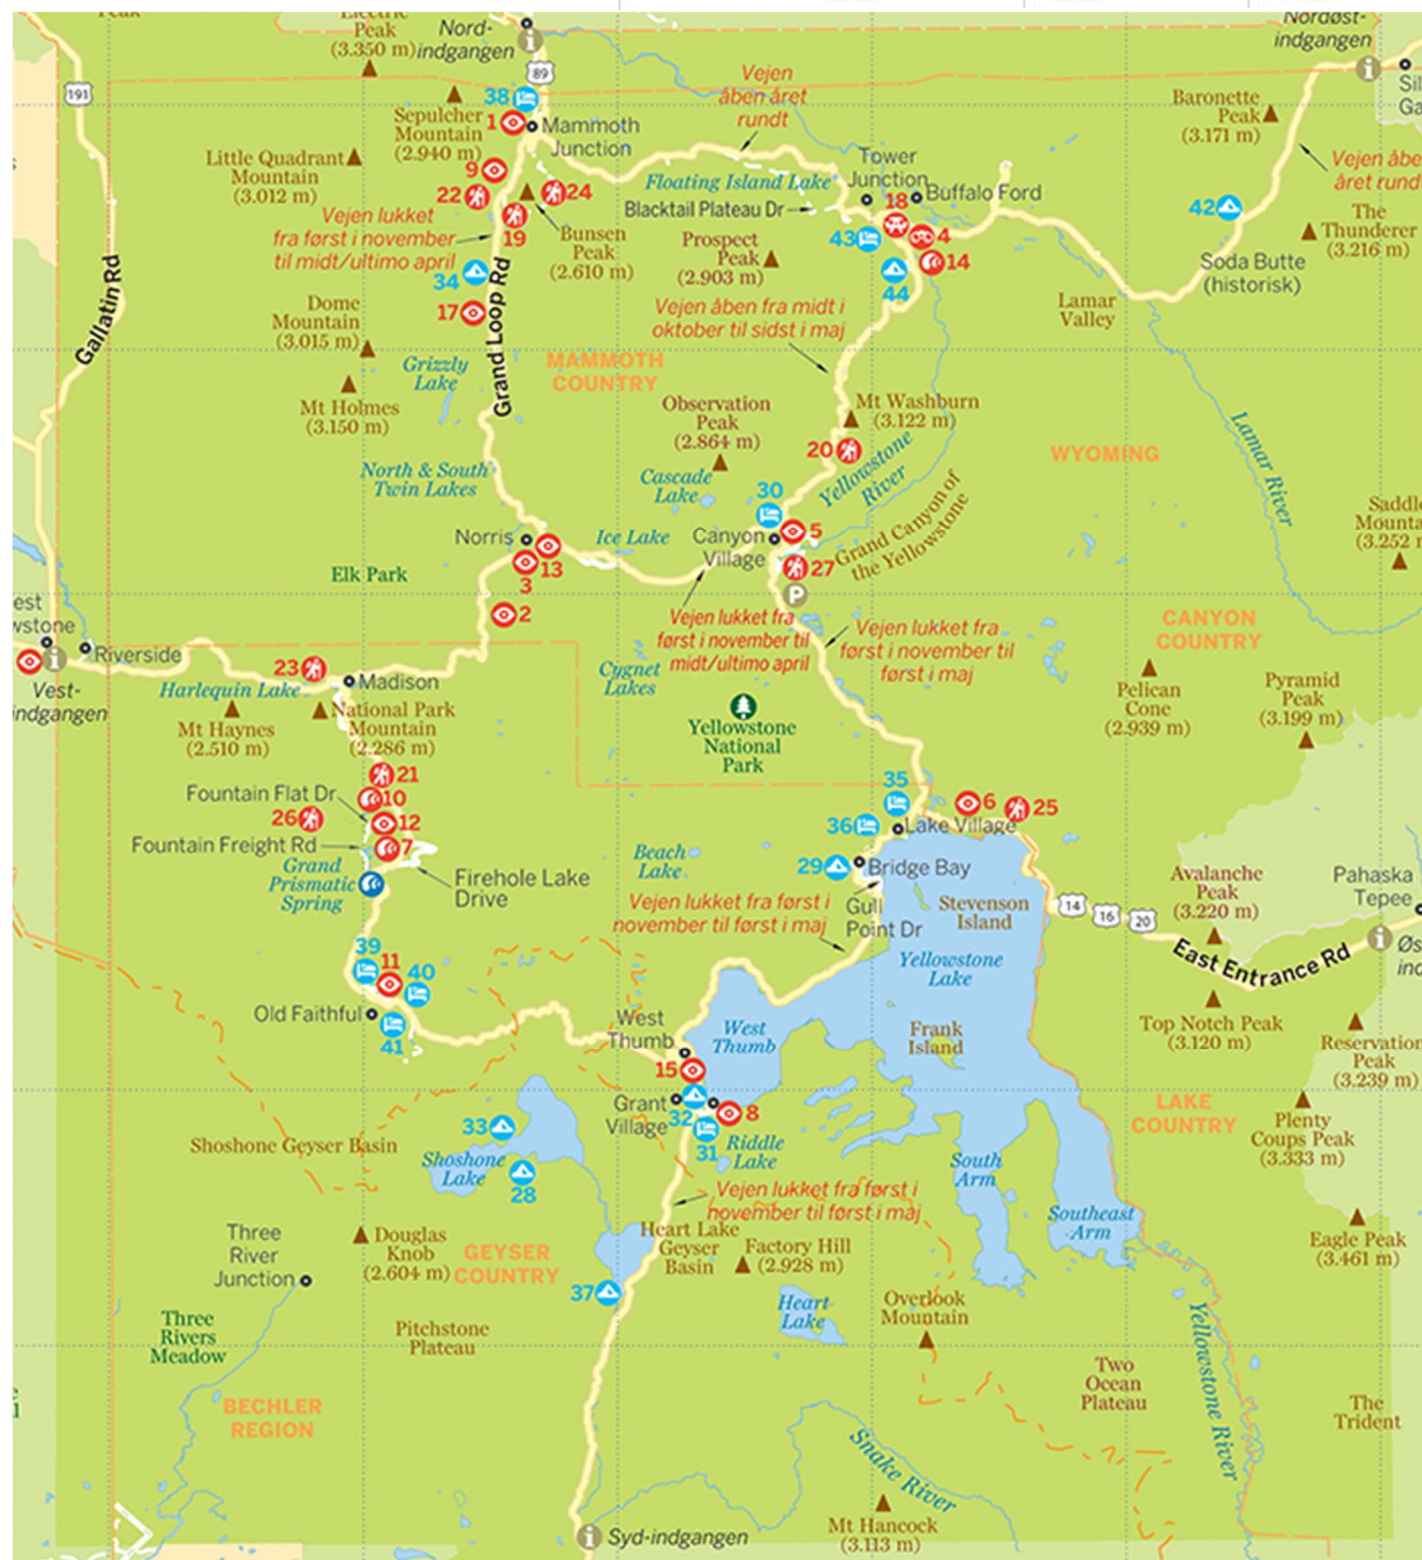 Peak
Electric
Peak
(3.350 m)
Nord-
indgangen
i
89
191
Nordøst-
indgangen
i
Vejen
åben året
rundt
38
1
Sepulcher
Mountain
(2.940 m)
Mammoth
Junction
Baronette
Peak
(3.171 m)
Little Quadrant
Mountain
(3.012 m)
9
22
24
19
Tower
Junction
Buffalo Ford
Floating Island Lake
Blacktail Plateau Dr
18
43
4
14
44
42
The
Thunderer
(3.216 m)
Vejen lukket
fra først i november
til midt/ultimo april
Bunsen
Peak
(2.610 m)
Prospect
Peak
(2.903 m)
Soda Butte
(historisk)
34
17
Gallatin Rd
Grand Loop Rd
Dome
Mountain
(3.015 m)
Vejen åben fra midt i
oktober til sidst i maj
Lamar
Valley
Grizzly
Lake
MAMMOTH
COUNTRY
Mt Holmes
(3.150 m)
Observation
Peak
(2.864 m)
Mt Washburn
(3.122 m)
20
Yellowstone
River
WYOMING
Lamar River
North & South
Twin Lakes
Cascade
Lake
30
Canyon
Village
5
27
P
Grand Canyon of
the Yellowstone
Norris
13
3
2
Ice Lake
Elk Park
Riverside
i
Vest-
indgangen
23
Madison
Harlequin Lake
Mt Haynes
(2.510 m)
National Park
Mountain
(2.286 m)
Vejen lukket fra
først i november til
midt/ultimo april
Vejen lukket fra
først i november til
først i maj
CANYON
COUNTRY
Cygnet
Lakes
Yellowstone
National
Park
Pelican
Cone
(2.939 m)
Pyramid
Peak
(3.199 m)
21
Fountain Flat Dr
10
26
12
Fountain Freight Rd
7
Grand
Prismatic
Spring
Firehole Lake
Drive
35
36
6
25
Lake Village
29
Bridge Bay
Beach
Lake
Gull
Point Dr
Stevenson
Island
Vejen lukket fra først i
november til først i maj
14
16
20
Avalanche
Peak
(3.220 m)
Pahaska
Tepee
i
East Entrance Rd
Yellowstone
Lake
39
11
40
41
Old Faithful
West
Thumb
15
West
Thumb
Frank
Island
Top Notch Peak
(3.120 m)
Reservation
Peak
(3.239 m)
Grant
Village
32
8
31
Riddle
Lake
LAKE
COUNTRY
Plenty
Coups Peak
(3.333 m)
Shoshone Geyser Basin
33
Shoshone
Lake
28
South
Arm
Southeast
Arm
Vejen lukket fra først i
november til først i maj
Three
River
Junction
Douglas
Knob
(2.604 m)
GEYSER
COUNTRY
Heart Lake
Geyser
Basin
Factory Hill
(2.928 m)
Eagle Peak
(3.461 m)
37
Heart
Lake
Overlook
Mountain
Three
Rivers
Meadow
Pitchstone
Plateau
Yellowstone River
Two
Ocean
Plateau
The
Trident
BECHLER
REGION
Snake River
i
Syd-indgangen
Mt Hancock
(3.113 m)